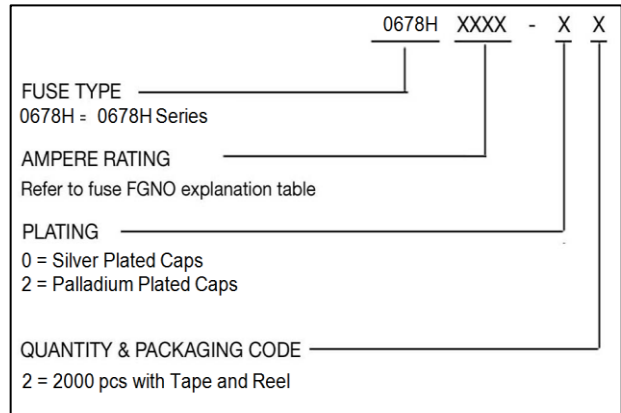 0678H XXXX - X X
FUSE TYPE
0678H = 0678H Series
AMPERE RATING
Refer to fuse FGNO explanation table
PLATING
0 = Silver Plated Caps
2 = Palladium Plated Caps
QUANTITY & PACKAGING CODE
2 = 2000 pcs with Tape and Reel